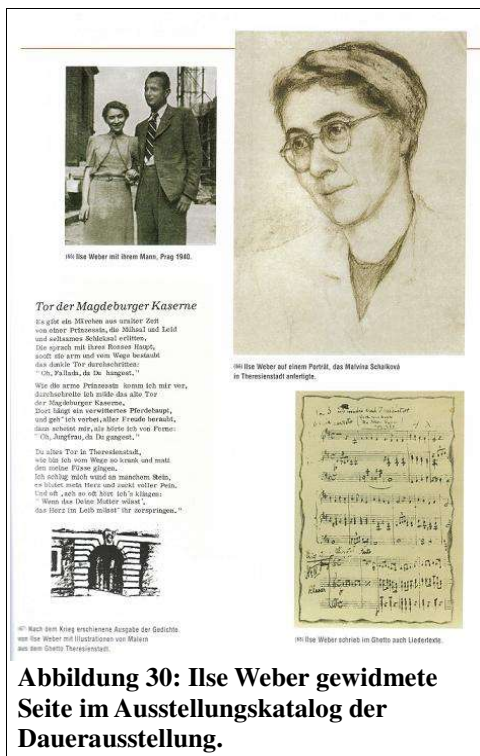 Ilse Weber mit ihrem Mann, Prag 1940.
Tor der Magdeburger Kaserne
Es gibt ein Märchen aus uralter Zeit
von einer Prinzessin, die Mühsal und Leid
und seltsames Schicksal erlitten,
Die sprach mit ihres Rosses Haupt,
sooft sie arm und vom Wege bestaubt
das dunkle Tor durchschritten:
"Oh, Fallada, da Du hangest."
Wie die arme Prinzessin komm ich mir vor,
durchschreite ich müde das alte Tor
der Magdeburger Kaserne.
Dort hängt ein verwittertes Pferdehaupt,
und geh' ich vorbei, aller Freude beraubt,
dann scheint mir, als hörte ich von Ferne:
"Oh, Jungfrau, da Du gangest."
Du altes Tor in Theresienstadt,
wie bin ich vom Wege so krank und matt
den meine Füsse gingen.
Ich schlug mich wund an manchem Stein,
es blutet mein Herz und zuckt voller Pein,
Und oft, ach so oft hört ich's klingen:
"Wenn das Deine Mutter wüsst',
das Herz im Leib müsst' ihr zerspringen."
Nach dem Krieg erschienene Ausgabe der Gedichte
von Ilse Weber mit Illustrationen von Malern
aus dem Ghetto Theresienstadt.
Ilse Weber auf einem Porträt, das Malvina Schalková
in Theresienstadt anfertigte.
Ilse Weber schrieb im Ghetto auch Liedertexte.
Abbildung 30: Ilse Weber gewidmete
Seite im Ausstellungskatalog der
Dauerausstellung.